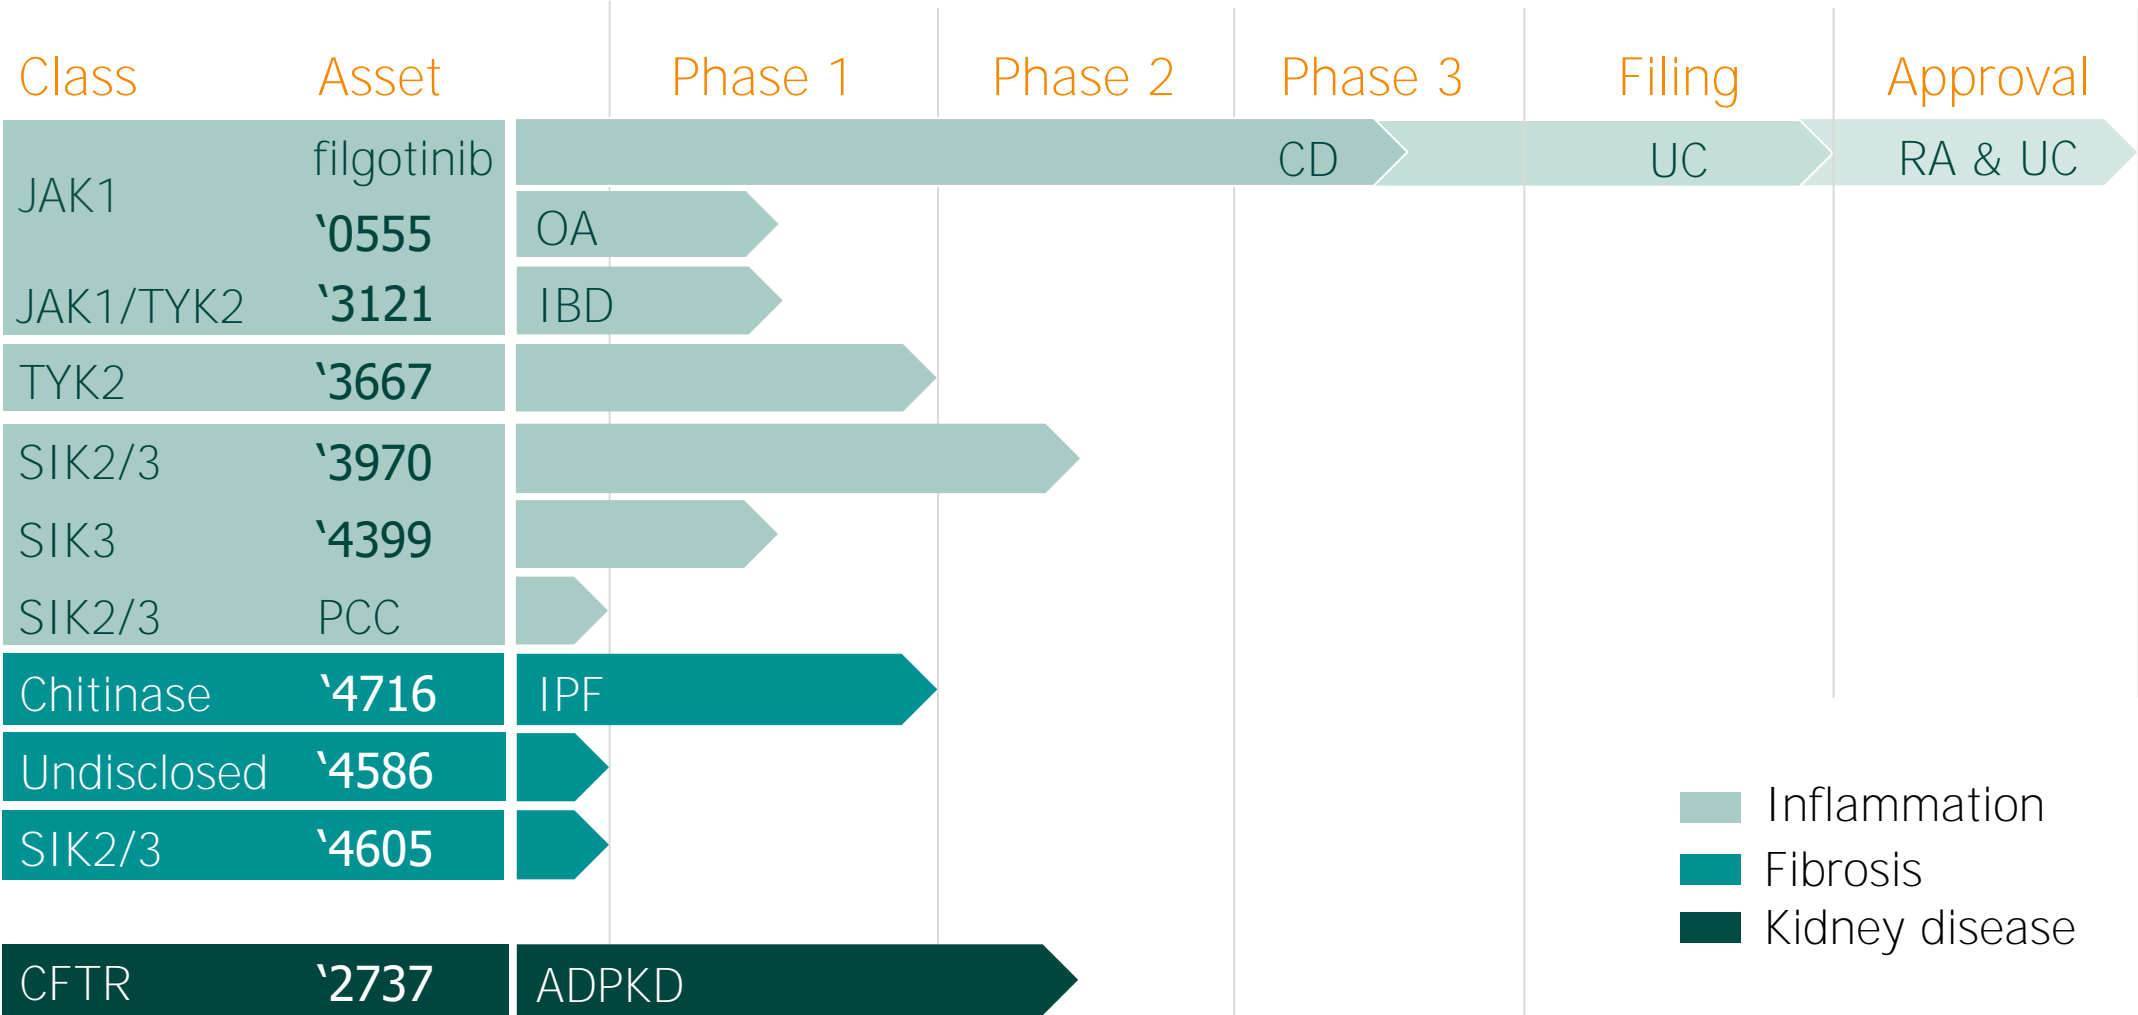 Class Asset Phase 1 Phase 2 Phase 3 Filing Approval
JAK1 filgotinib CD UC RA & UC
‘0555 OA
JAK1/TYK2 ‘3121 IBD
TYK2 ‘3667
SIK2/3 ‘3970
SIK3 ‘4399
SIK2/3 PCC
Chitinase ‘4716 IPF
Undisclosed ‘4586
SIK2/3 ‘4605
CFTR ‘2737 ADPKD
Inflammation
Fibrosis
Kidney disease